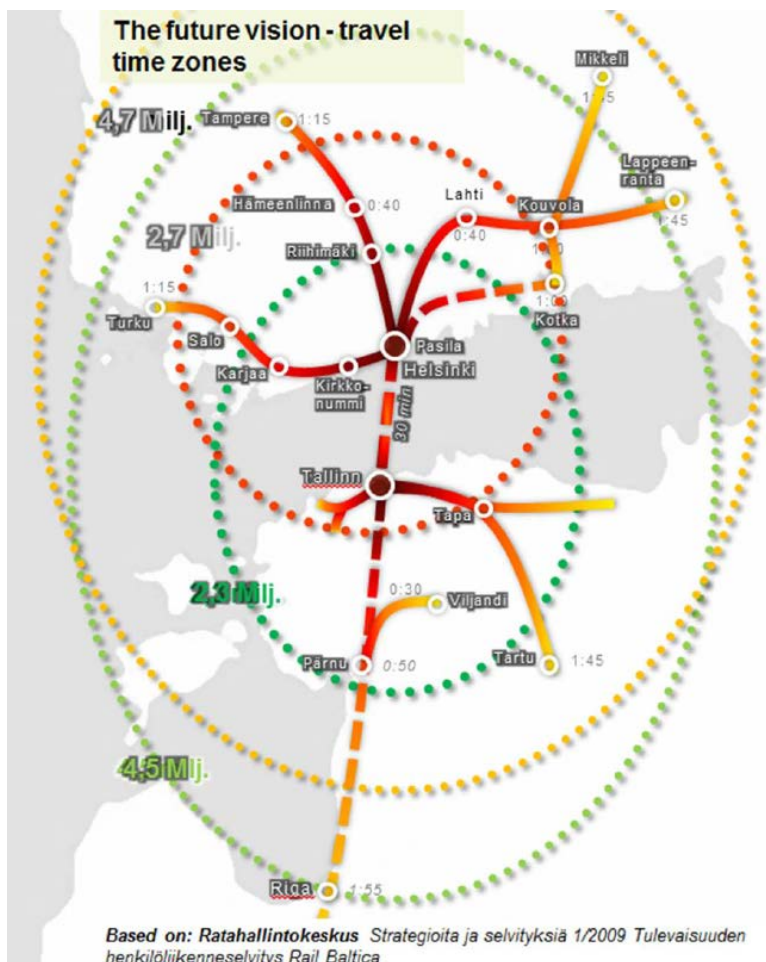 The future vision - travel
time zones
Mikkeli
4,7 Milj.
Tampere
1:15
Lappeen-
ranta
1:45
Hämeenlinna
0:40
Lahti
0:40
Kouvola
2,7 Milj.
Riihimäki
1:15
Turku
1:00
Kotka
Salo
Pasila
Helsinki
Karjaa
Kirkko-
nummi
30 min
Tallinn
Tapa
2,3 Milj.
0:30
Viljandi
Pärnu
0:50
Tartu
1:45
4,5 Milj.
Riga
1:55
Based on: Ratahallintokeskus Strategioita ja selvityksiä 1/2009 Tulevaisuuden
henkilöliikenneselvitys Rail Baltica